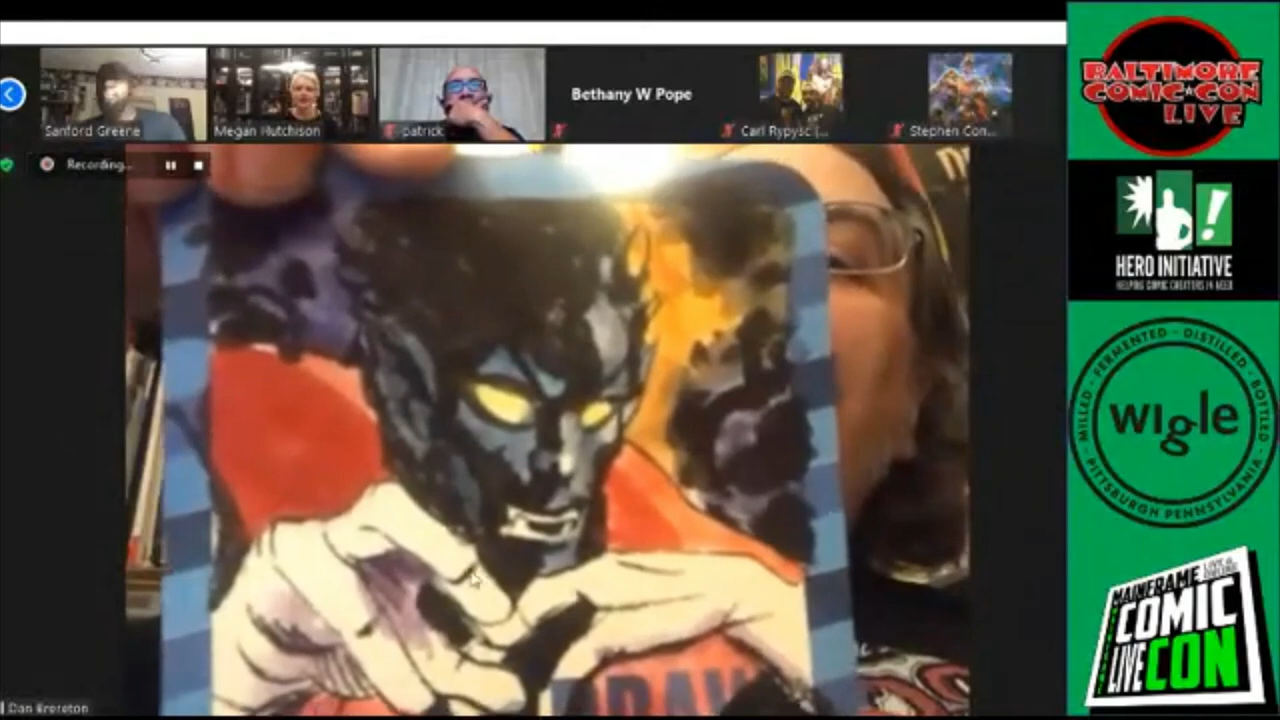 Sanford Greene
Megan Hutchison
patrick
Bethany W Pope
Carl Rypysc (...
Stephen Con...
Recording...
DRAW
Dan Brereton
BALTIMORE
COMIC-CON
LIVE
HERO INITIATIVE
HELPING COMIC CREATORS IN NEED
MILLED · FERMENTED · DISTILLED · BOTTLED
wigle
PITTSBURGH PENNSYLVANIA
MAINFRAME
COMIC
LIVE CON